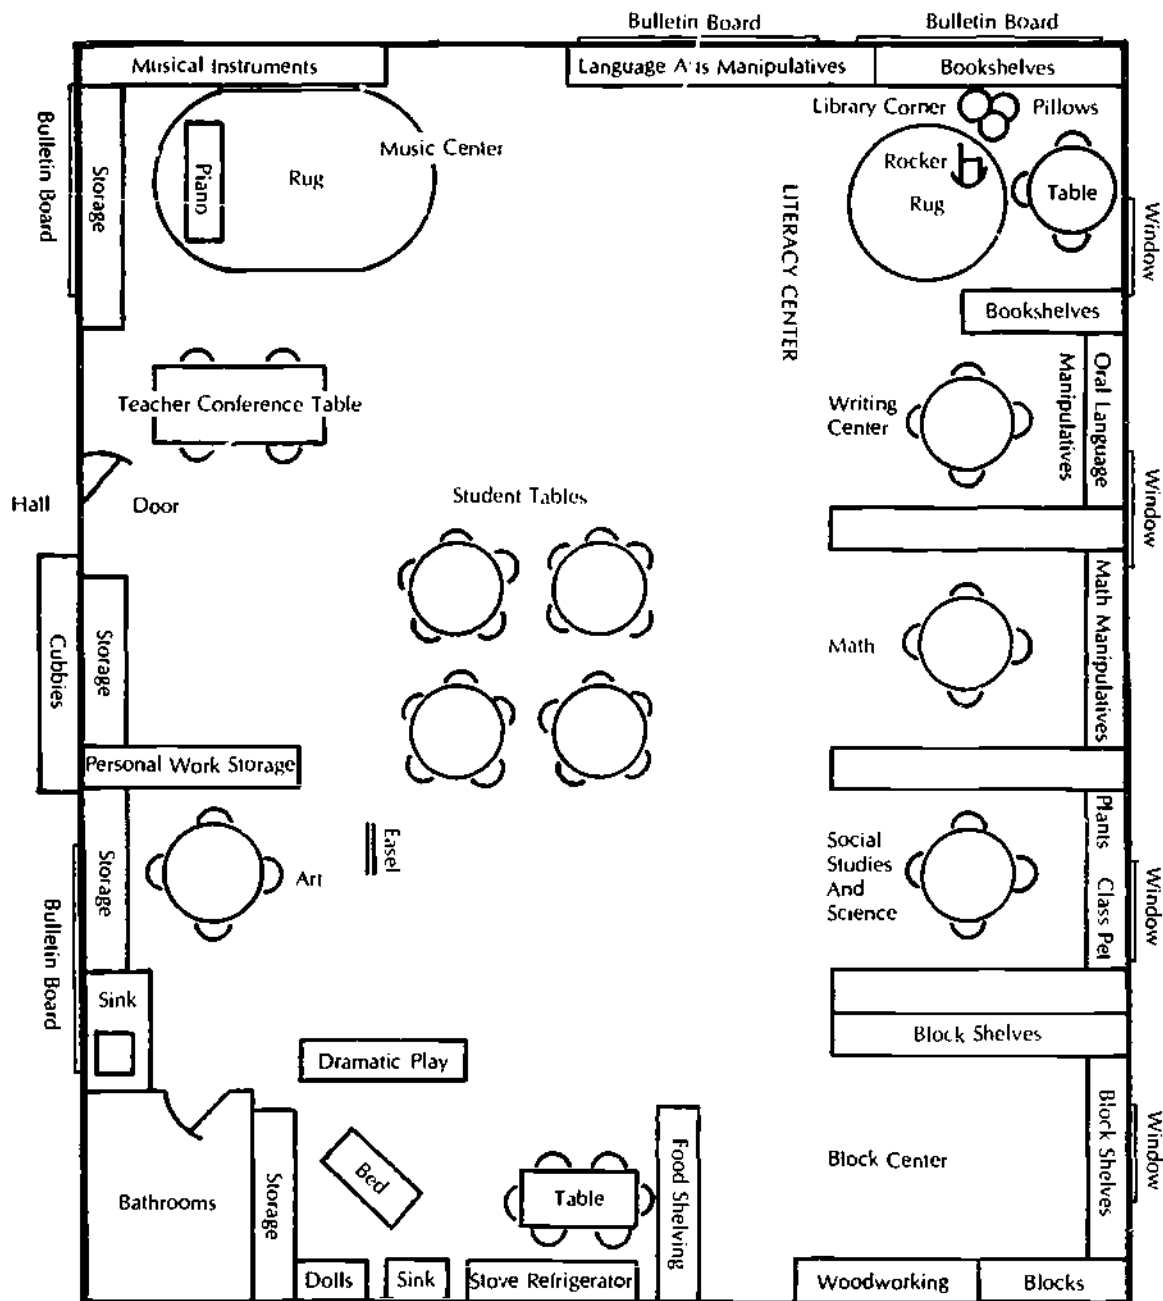 Bulletin Board
Bulletin Board
Musical Instruments
Language Arts Manipulatives
Bookshelves
Bulletin Board
Storage
Piano
Rug
Music Center
Library Corner
Pillows
Rocker
Rug
Table
Window
LITERACY CENTER
Bookshelves
Teacher Conference Table
Writing
Center
Oral Language
Manipulatives
Window
Hall
Door
Student Tables
Cubbies
Storage
Math
Math Manipulatives
Personal Work Storage
Storage
Art
Easel
Social
Studies
And
Science
Plants
Class Pet
Window
Bulletin Board
Sink
Block Shelves
Dramatic Play
Bathrooms
Storage
Bed
Table
Food Shelving
Block Center
Block Shelves
Window
Dolls
Sink
Stove Refrigerator
Woodworking
Blocks